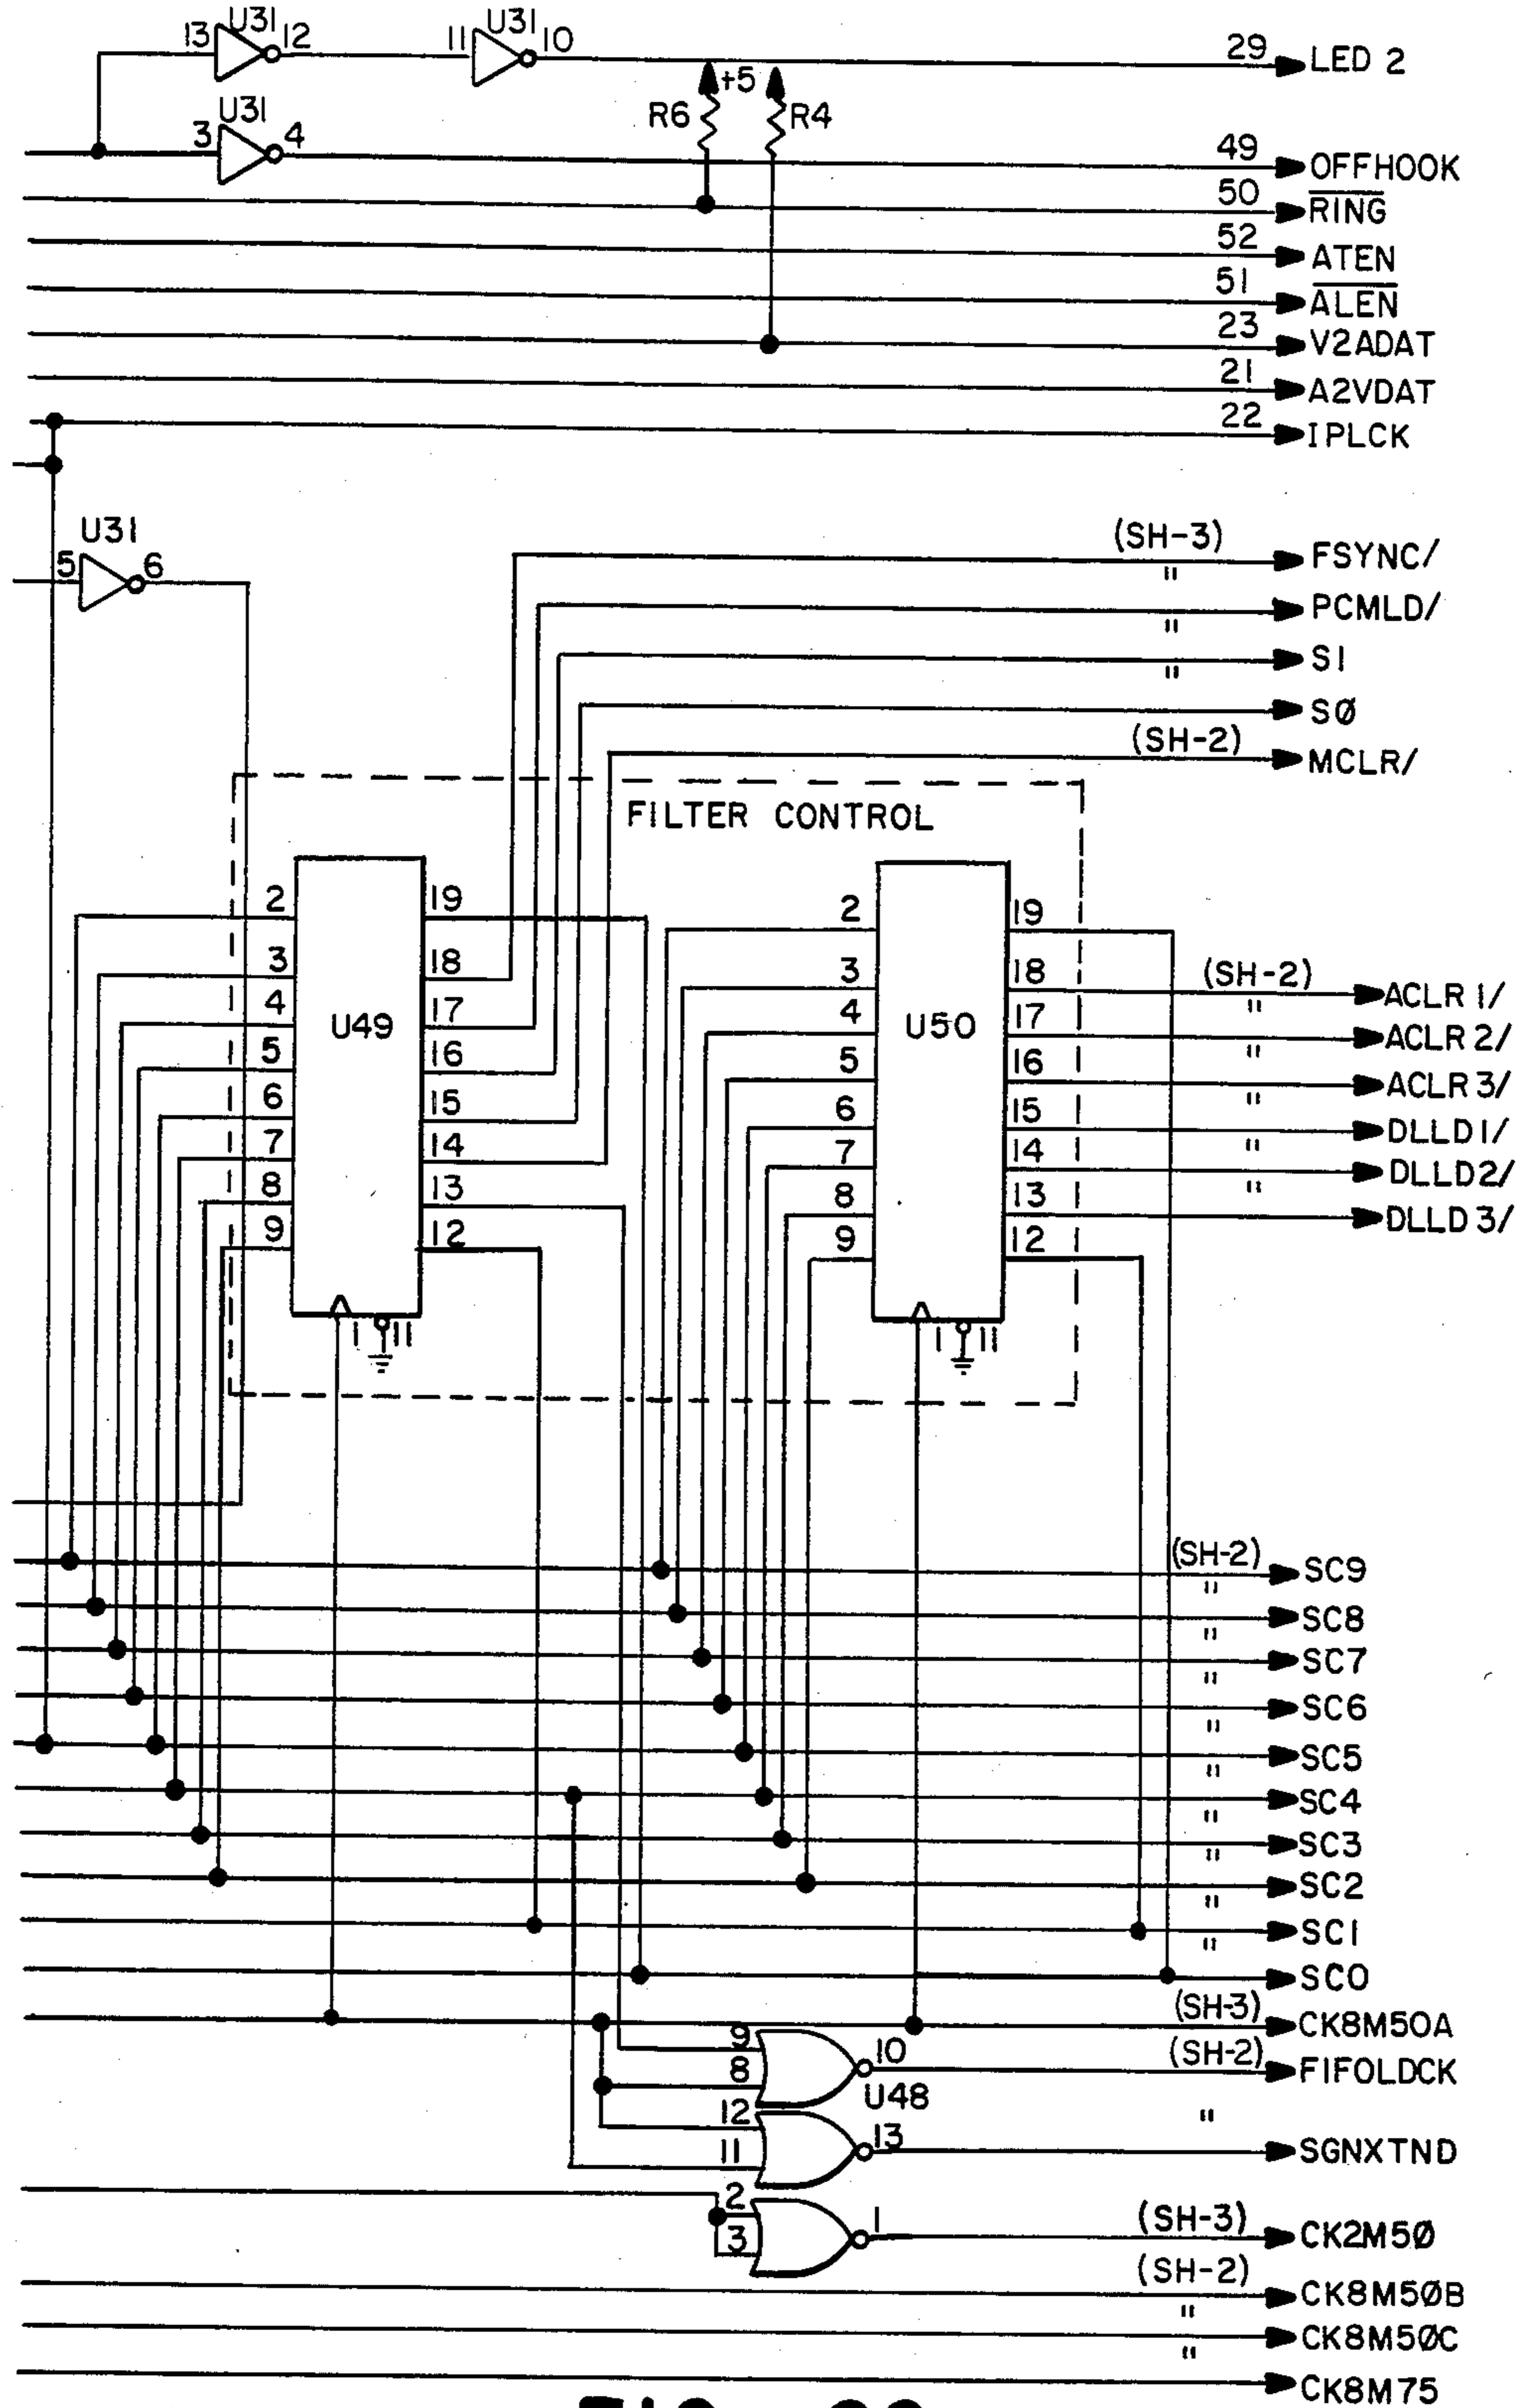 U31 U31
13 12 11 10 29 LED 2
+5
R6 R4
U31
3 4 49 OFFHOOK
50 RING
52 ATEN
51 ALEN
23 V2ADAT
21 A2VDAT
22 IPLCK
U31
5 6
(SH-3) FSYNC/
" PCMLD/
" S1
" SØ
(SH-2) MCLR/
FILTER CONTROL
2 19 2 19
3 18 3 18 (SH-2) ACLR 1/
4 U49 17 4 U50 17 " ACLR 2/
5 16 5 16 " ACLR 3/
6 15 6 15 " DLLD 1/
7 14 7 14 " DLLD 2/
8 13 8 13 " DLLD 3/
9 12 9 12
1 11 1 11
(SH-2) SC9
" SC8
" SC7
" SC6
" SC5
" SC4
" SC3
" SC2
" SC1
" SC0
(SH-3) CK8M50A
9 10 (SH-2) FIFOLDCK
8 U48
12 13 " SGNXTND
11
2 1 (SH-3) CK2M5Ø
3
(SH-2) CK8M5ØB
" CK8M5ØC
" CK8M75